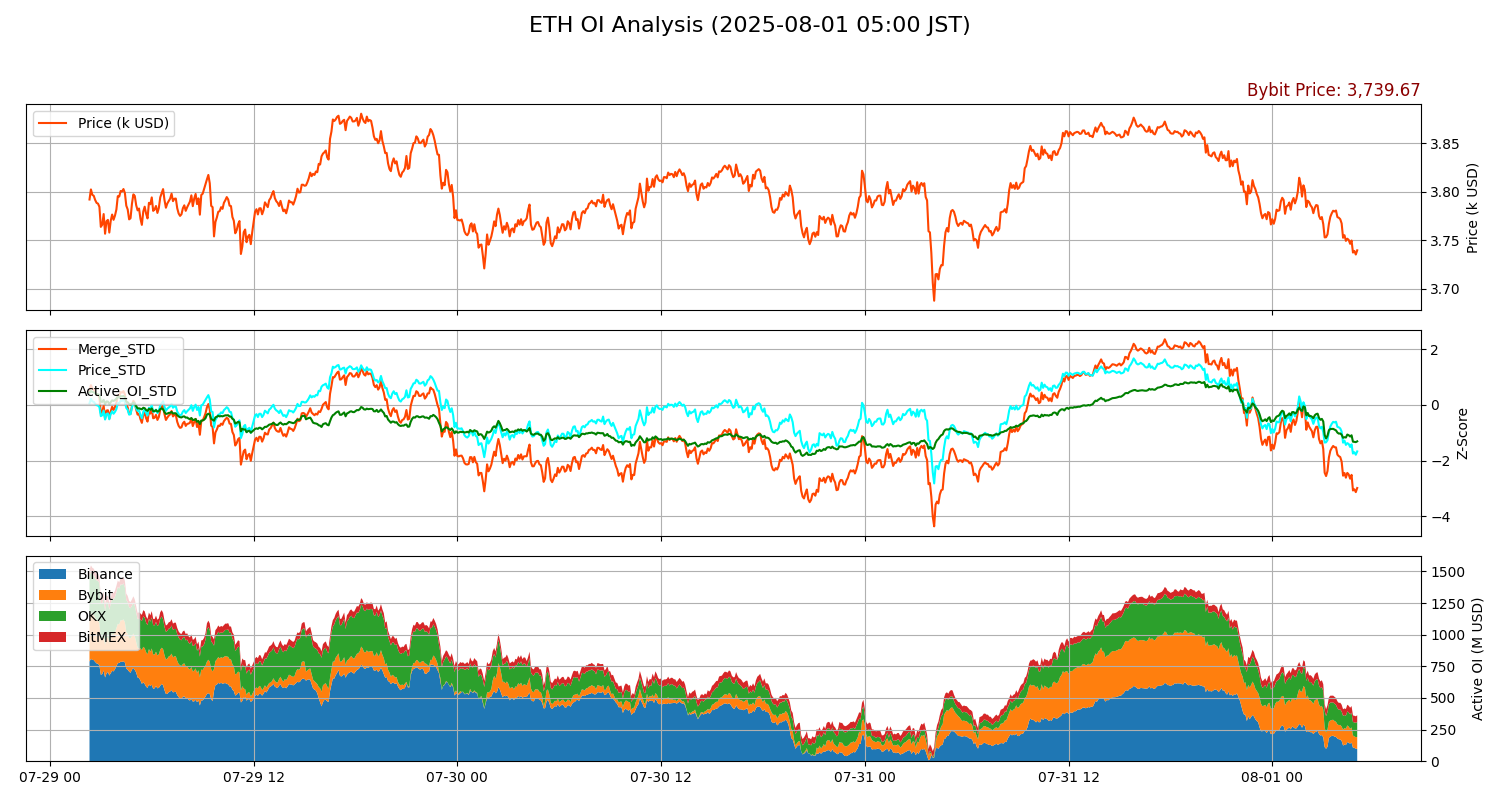 ETH OI Analysis (2025-08-01 05:00 JST)
Bybit Price: 3,739.67
Price (k USD)
3.85
3.80
3.75
3.70
Price (k USD)
Merge_STD
Price_STD
Active_OI_STD
2
0
−2
−4
Z-Score
Binance
Bybit
OKX
BitMEX
1500
1250
1000
750
500
250
0
Active OI (M USD)
07-29 00
07-29 12
07-30 00
07-30 12
07-31 00
07-31 12
08-01 00